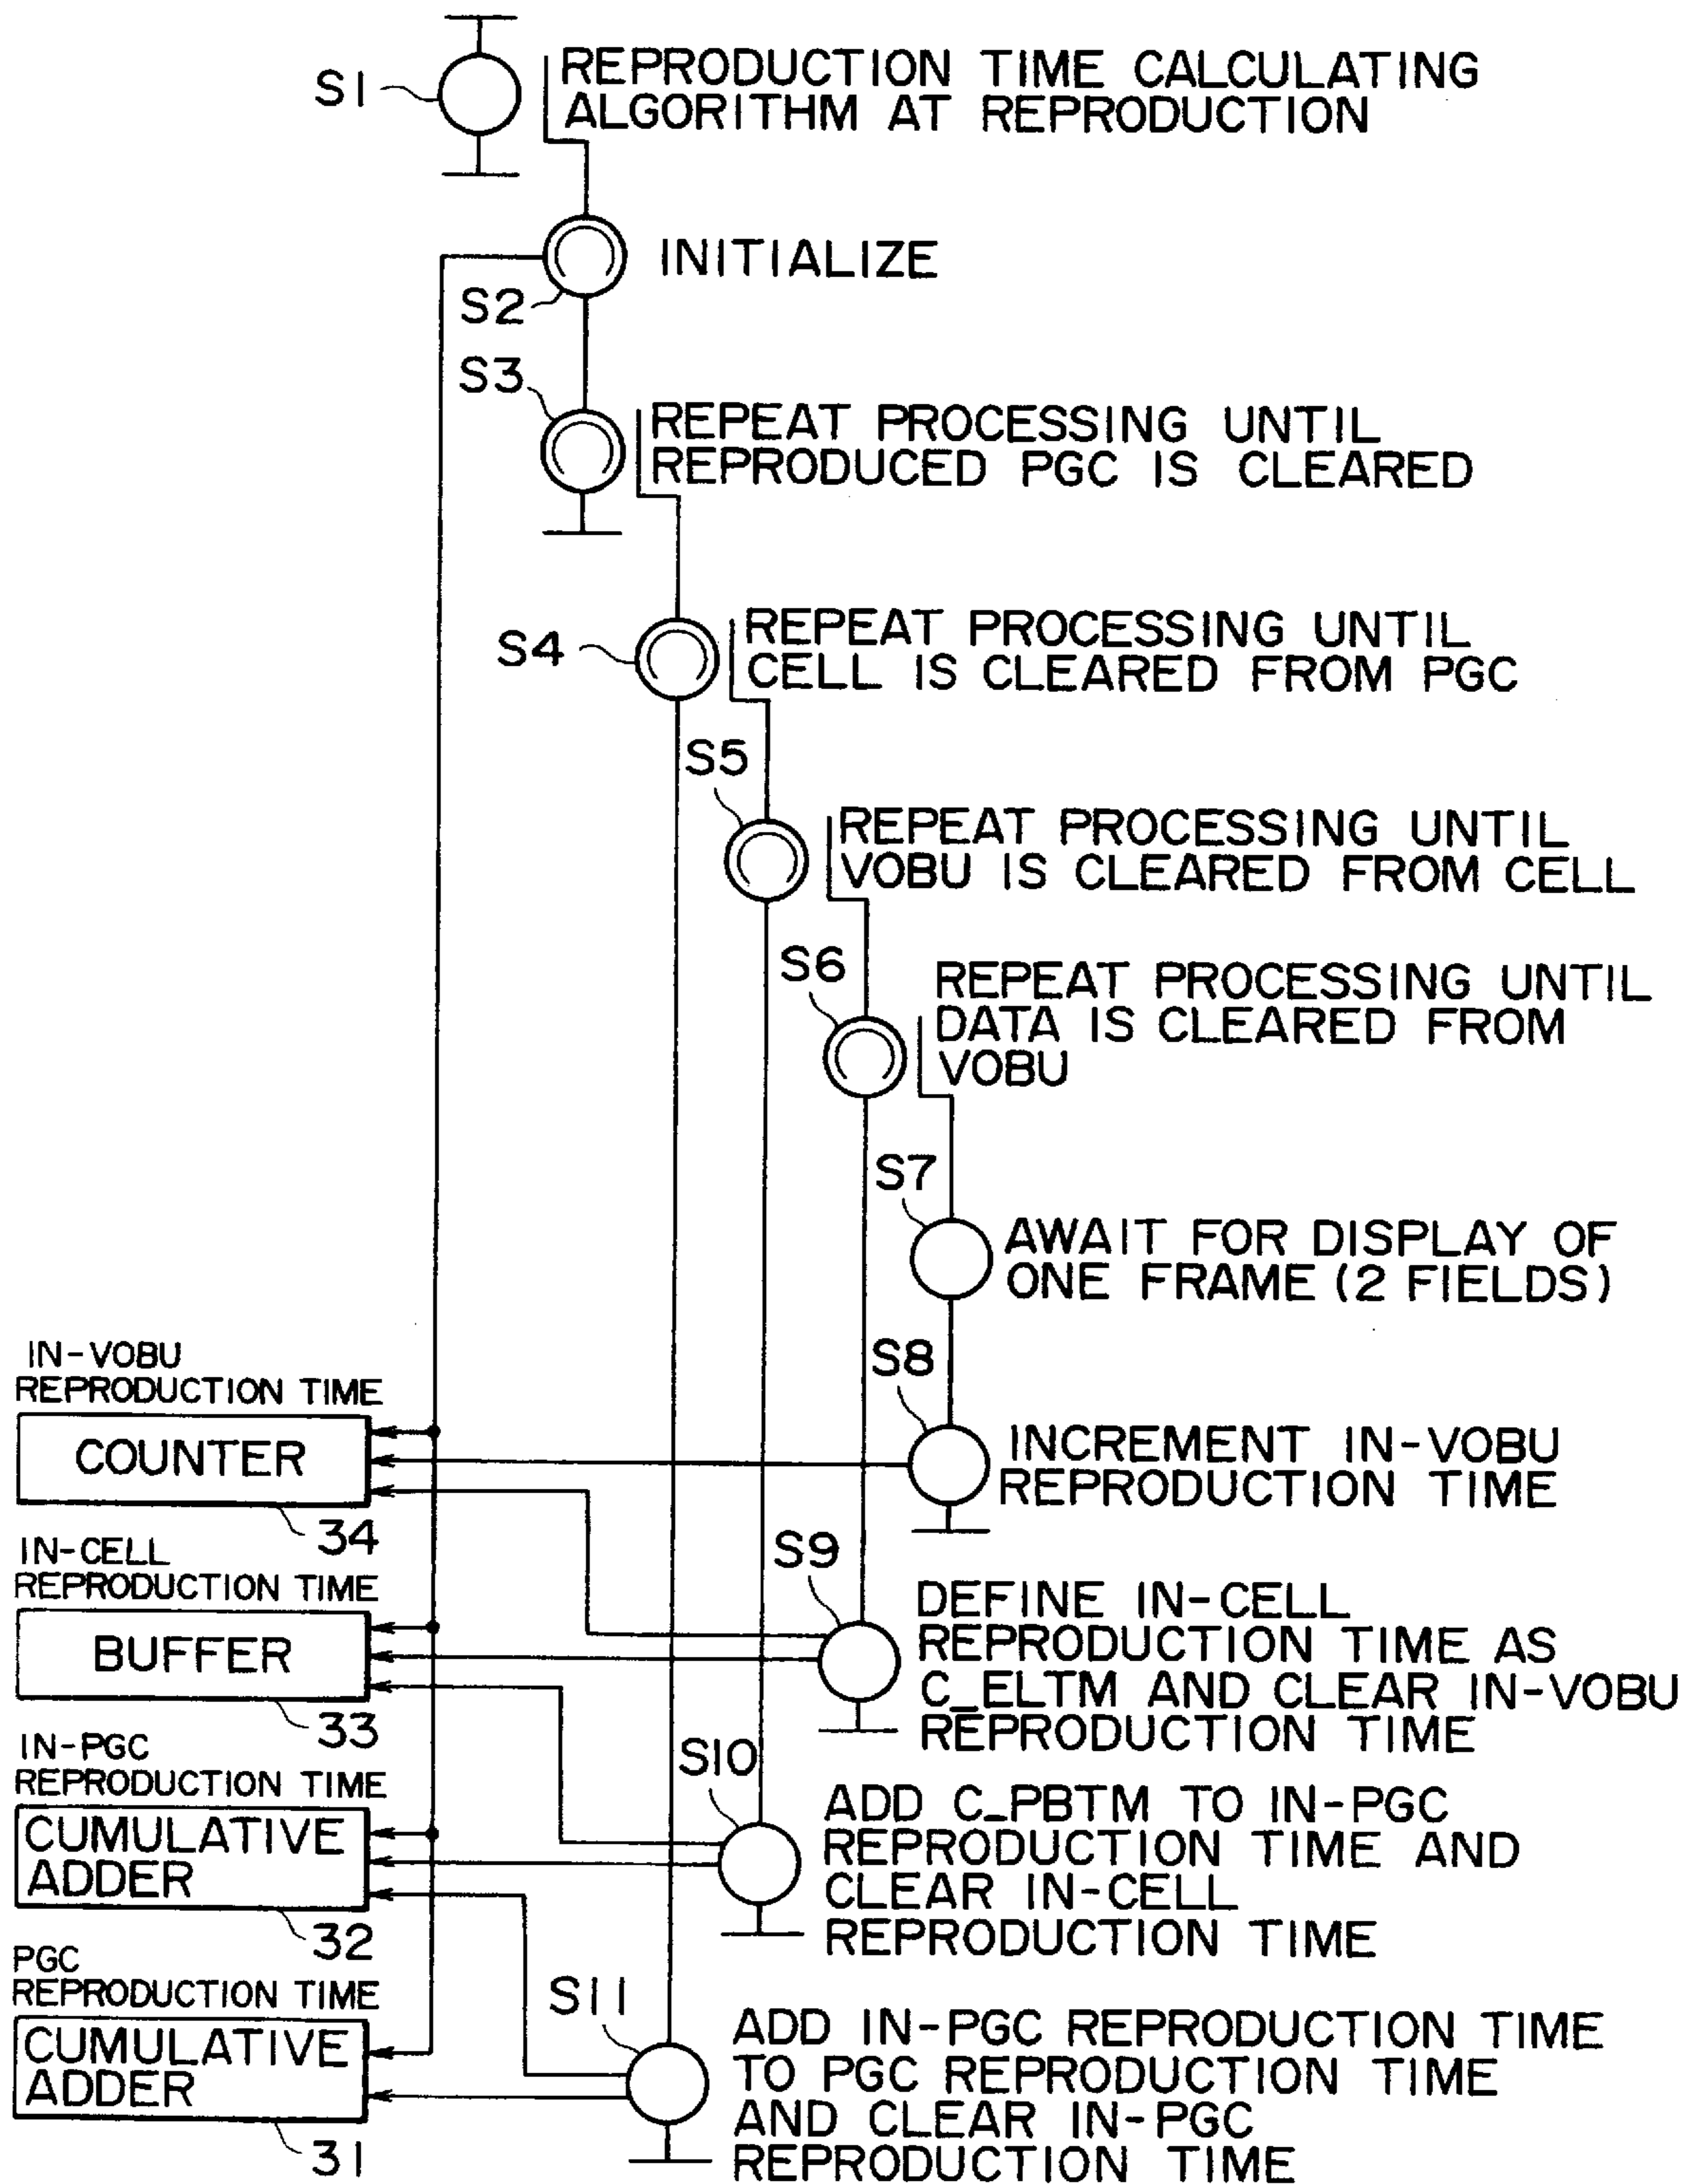 S1
REPRODUCTION TIME CALCULATING
ALGORITHM AT REPRODUCTION
INITIALIZE
S2
S3
REPEAT PROCESSING UNTIL
REPRODUCED PGC IS CLEARED
S4
REPEAT PROCESSING UNTIL
CELL IS CLEARED FROM PGC
S5
REPEAT PROCESSING UNTIL
VOBU IS CLEARED FROM CELL
S6
REPEAT PROCESSING UNTIL
DATA IS CLEARED FROM
VOBU
S7
AWAIT FOR DISPLAY OF
ONE FRAME (2 FIELDS)
S8
INCREMENT IN-VOBU
REPRODUCTION TIME
IN-VOBU
REPRODUCTION TIME
COUNTER
34
S9
DEFINE IN-CELL
REPRODUCTION TIME AS
C_ELTM AND CLEAR IN-VOBU
REPRODUCTION TIME
IN-CELL
REPRODUCTION TIME
BUFFER
33
S10
ADD C_PBTM TO IN-PGC
REPRODUCTION TIME AND
CLEAR IN-CELL
REPRODUCTION TIME
IN-PGC
REPRODUCTION TIME
CUMULATIVE
ADDER
32
S11
ADD IN-PGC REPRODUCTION TIME
TO PGC REPRODUCTION TIME
AND CLEAR IN-PGC
REPRODUCTION TIME
PGC
REPRODUCTION TIME
CUMULATIVE
ADDER
31